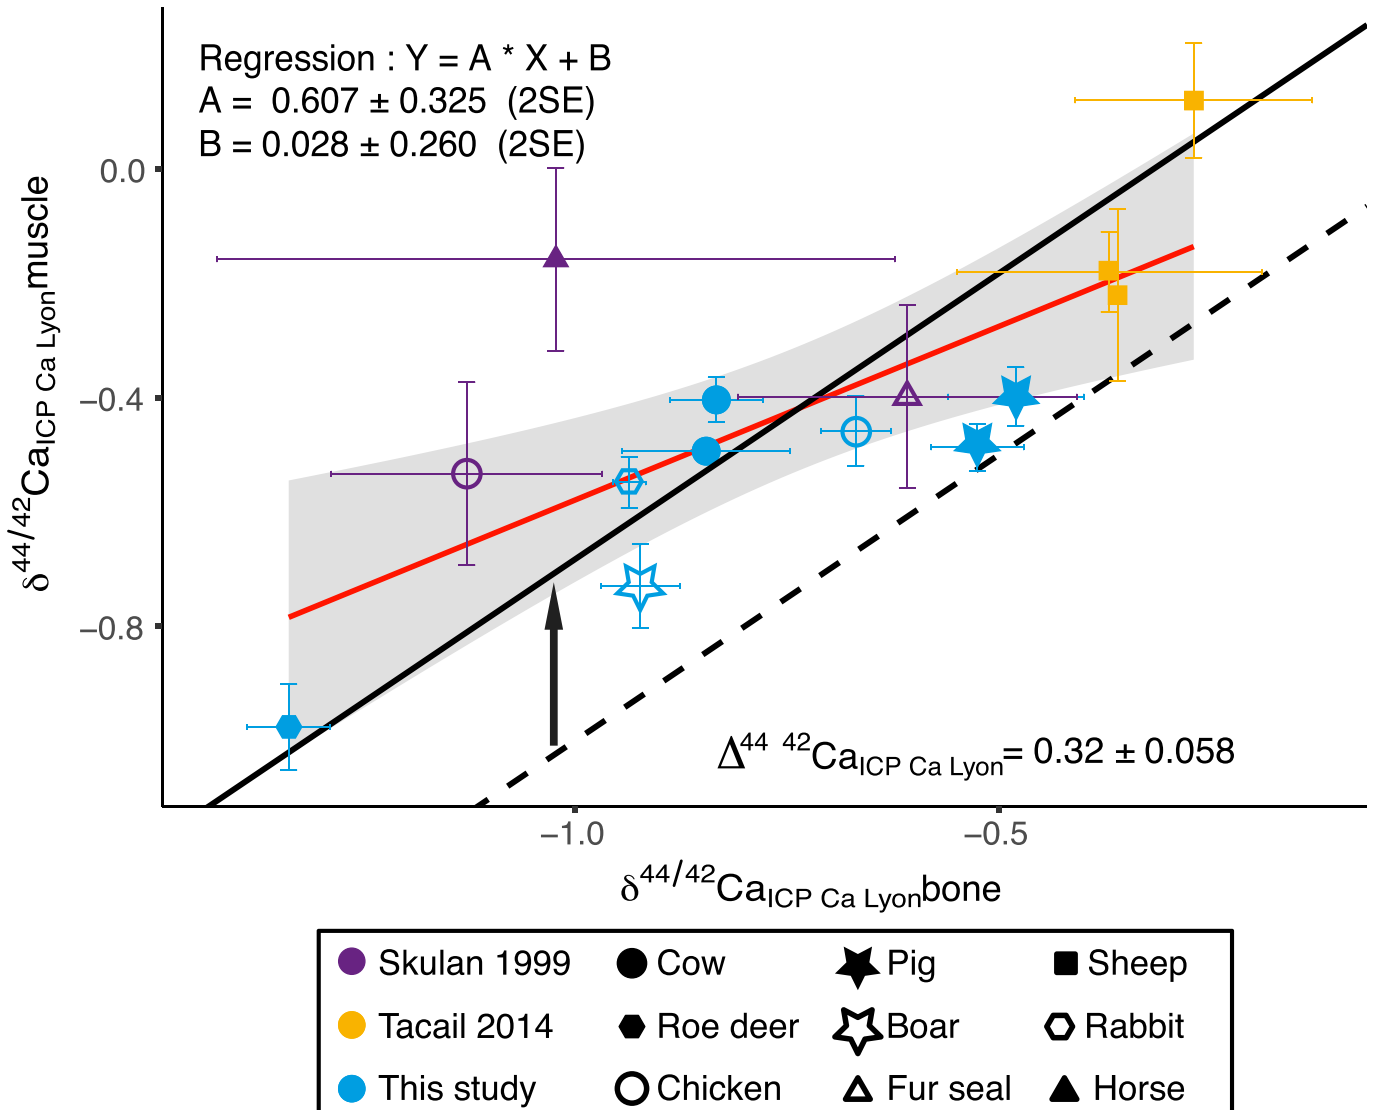 Regression : Y = A * X + B
A = 0.607 ± 0.325 (2SE)
B = 0.028 ± 0.260 (2SE)
δ44/42CaICP Ca Lyonmuscle
0.0
−0.4
−0.8
Δ44 42CaICP Ca Lyon= 0.32 ± 0.058
−1.0 −0.5
δ44/42CaICP Ca Lyonbone
Skulan 1999 Cow Pig Sheep
Tacail 2014 Roe deer Boar Rabbit
This study Chicken Fur seal Horse